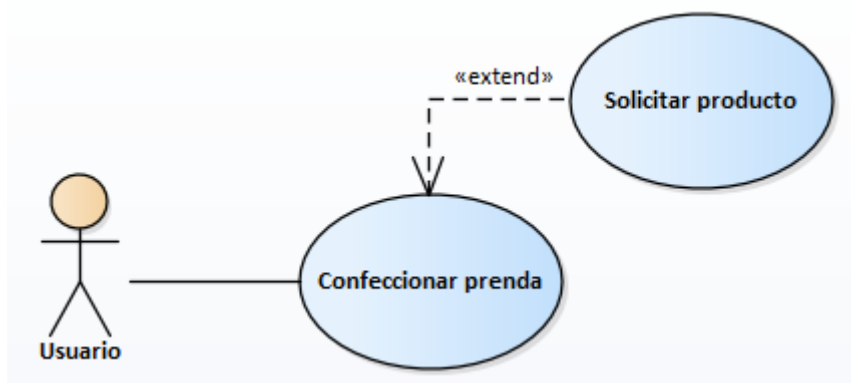 «extend»
Solicitar producto
Confeccionar prenda
Usuario